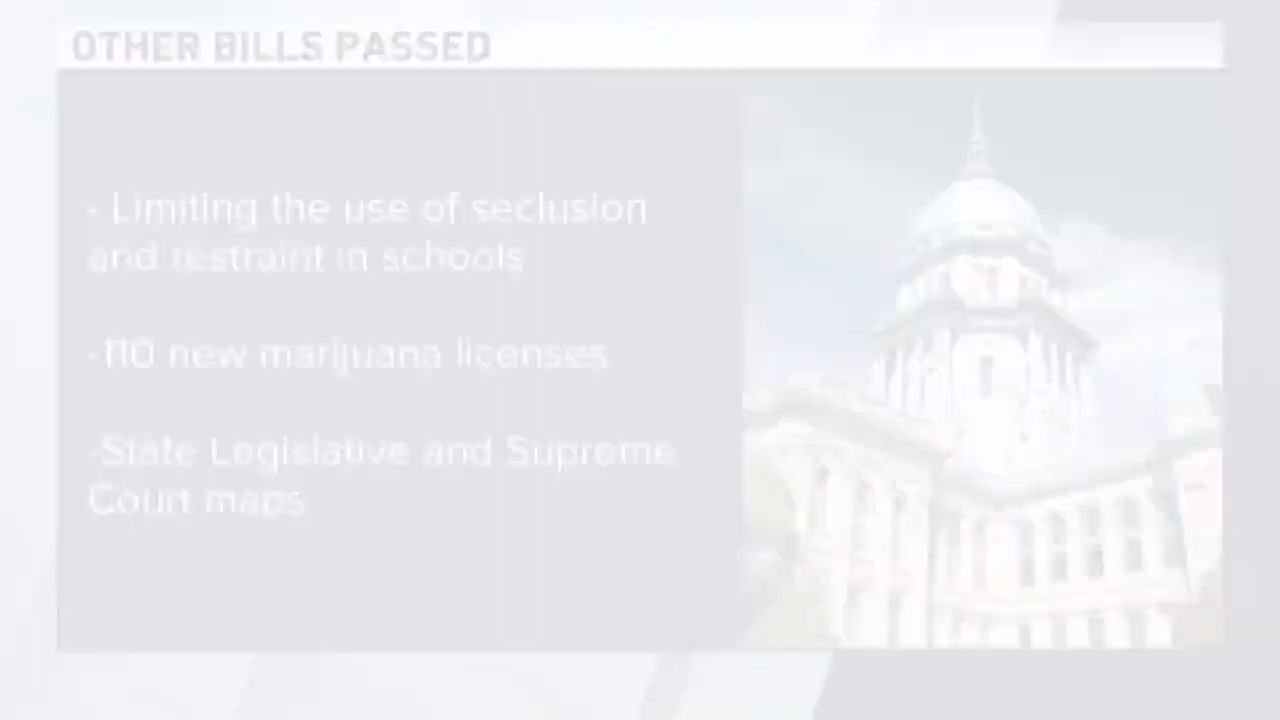 OTHER BILLS PASSED
- Limiting the use of seclusion
and restraint in schools
-110 new marijuana licenses
-State Legislative and Supreme
Court maps